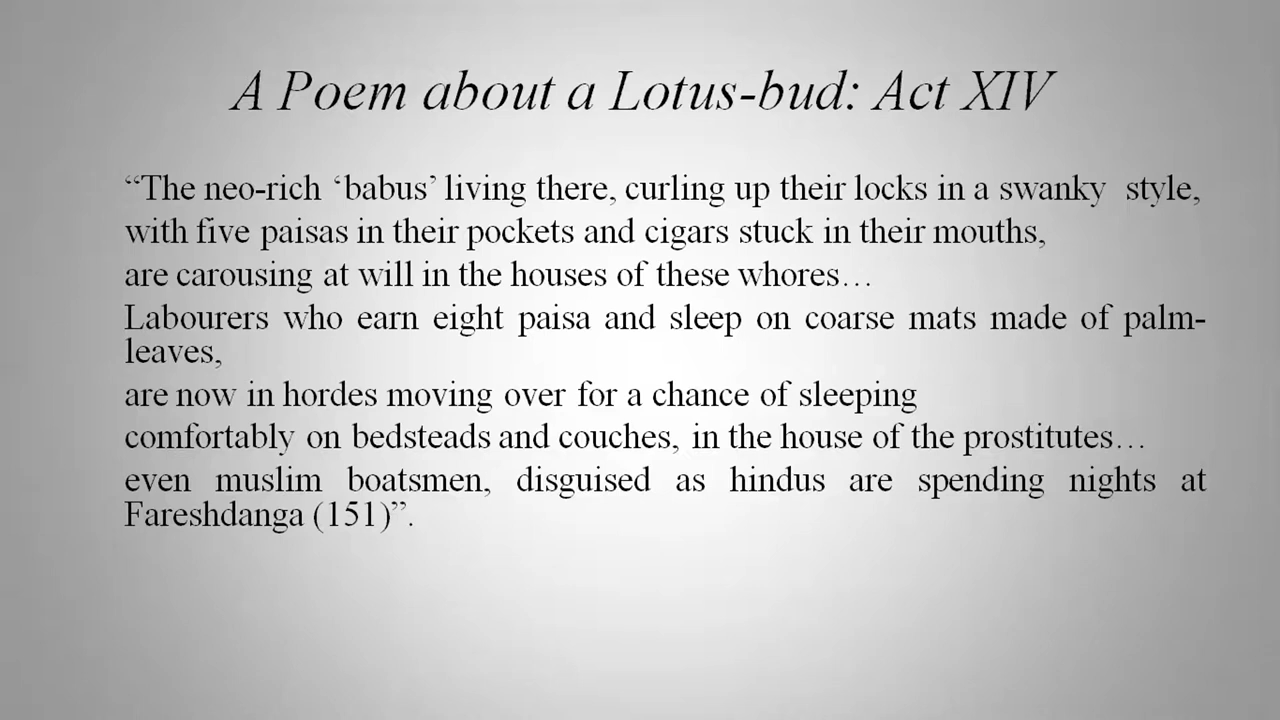 A Poem about a Lotus-bud: Act XIV
“The neo-rich ‘babus’ living there, curling up their locks in a swanky style,
with five paisas in their pockets and cigars stuck in their mouths,
are carousing at will in the houses of these whores…
Labourers who earn eight paisa and sleep on coarse mats made of palm-
leaves,
are now in hordes moving over for a chance of sleeping
comfortably on bedsteads and couches, in the house of the prostitutes…
even muslim boatsmen, disguised as hindus are spending nights at
Fareshdanga (151)”.